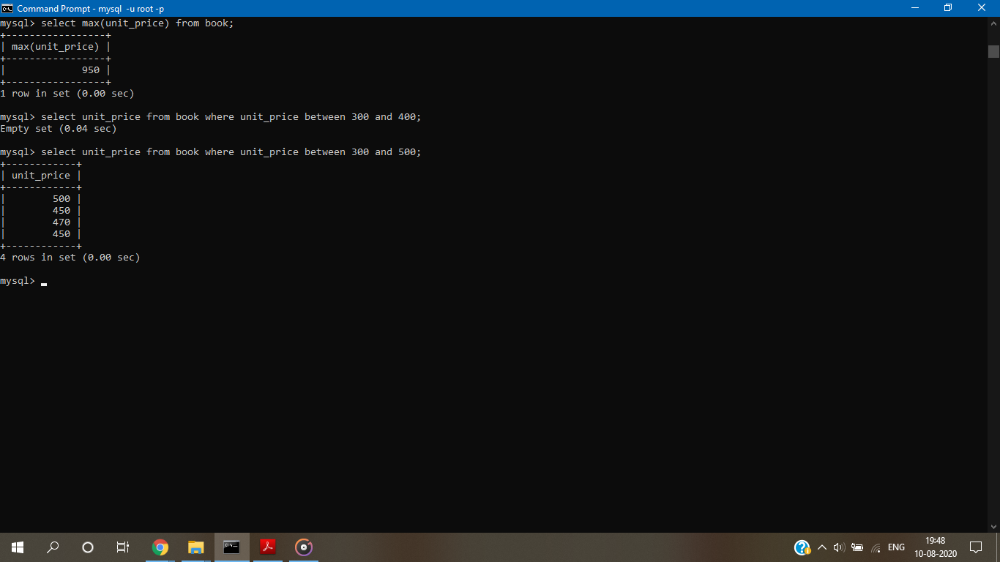 Command Prompt - mysql  -u root -p
mysql> select max(unit_price) from book;
+-----------------+
| max(unit_price) |
+-----------------+
|             950 |
+-----------------+
1 row in set (0.00 sec)
mysql> select unit_price from book where unit_price between 300 and 400;
Empty set (0.04 sec)
mysql> select unit_price from book where unit_price between 300 and 500;
+------------+
| unit_price |
+------------+
|        500 |
|        450 |
|        470 |
|        450 |
+------------+
4 rows in set (0.00 sec)
mysql>
ENG
19:48
10-08-2020